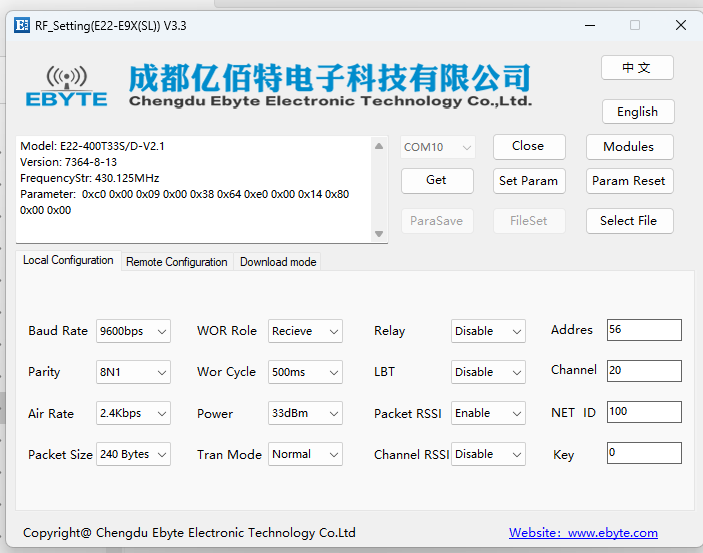 RF_Setting(E22-E9X(SL)) V3.3
EBYTE
成都亿佰特电子科技有限公司
Chengdu Ebyte Electronic Technology Co.,Ltd.
中 文
English
Model: E22-400T33S/D-V2.1
Version: 7364-8-13
FrequencyStr: 430.125MHz
Parameter: 0xc0 0x00 0x09 0x00 0x38 0x64 0xe0 0x00 0x14 0x80
0x00 0x00
COM10 Close Modules
Get Set Param Param Reset
ParaSave FileSet Select File
Local Configuration Remote Configuration Download mode
Baud Rate 9600bps WOR Role Recieve Relay Disable Addres 56
Parity 8N1 Wor Cycle 500ms LBT Disable Channel 20
Air Rate 2.4Kbps Power 33dBm Packet RSSI Enable NET ID 100
Packet Size 240 Bytes Tran Mode Normal Channel RSSI Disable Key 0
Copyright@ Chengdu Ebyte Electronic Technology Co.Ltd Website：www.ebyte.com